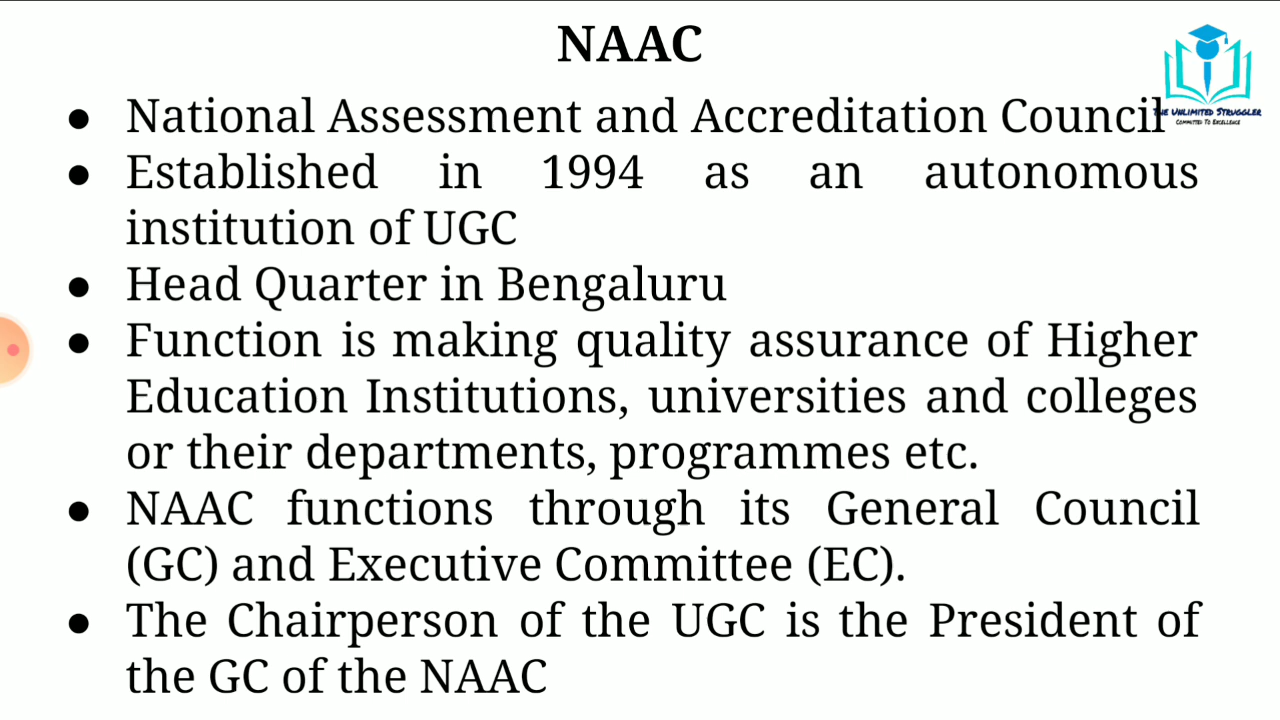 NAAC
● National Assessment and Accreditation Council
● Established in 1994 as an autonomous
institution of UGC
● Head Quarter in Bengaluru
● Function is making quality assurance of Higher
Education Institutions, universities and colleges
or their departments, programmes etc.
● NAAC functions through its General Council
(GC) and Executive Committee (EC).
● The Chairperson of the UGC is the President of
the GC of the NAAC
THE UNLIMITED STRUGGLER
COMMITTED TO EXCELLENCE